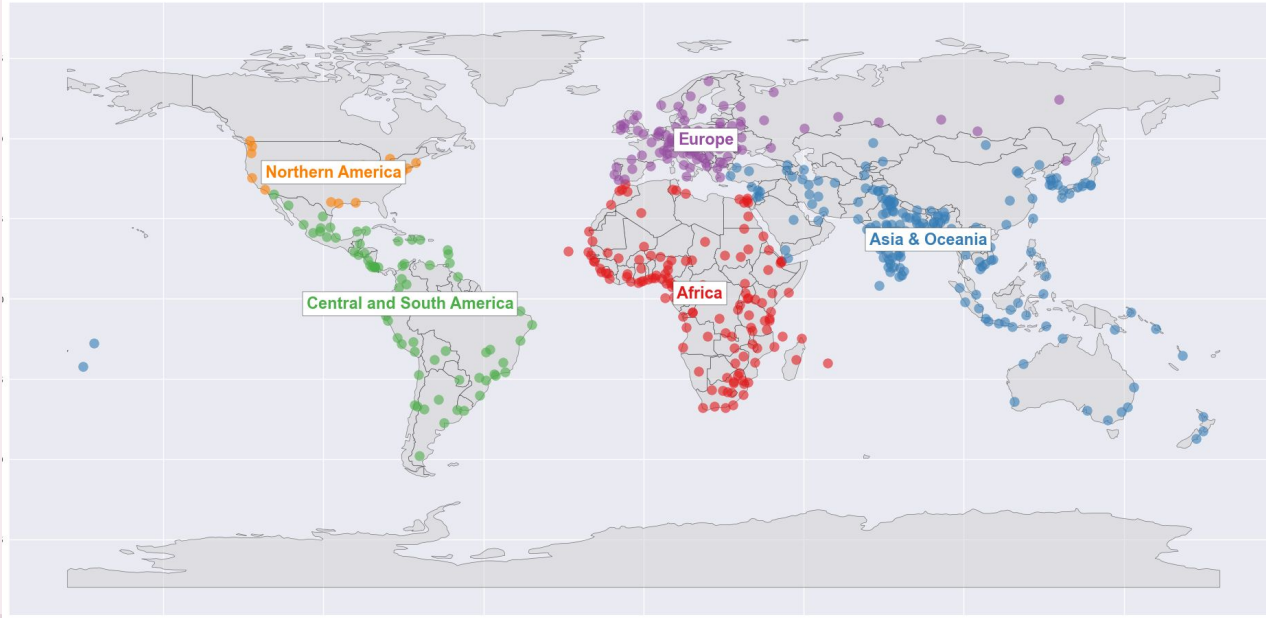 Europe
Northern America
Asia & Oceania
Africa
Central and South America